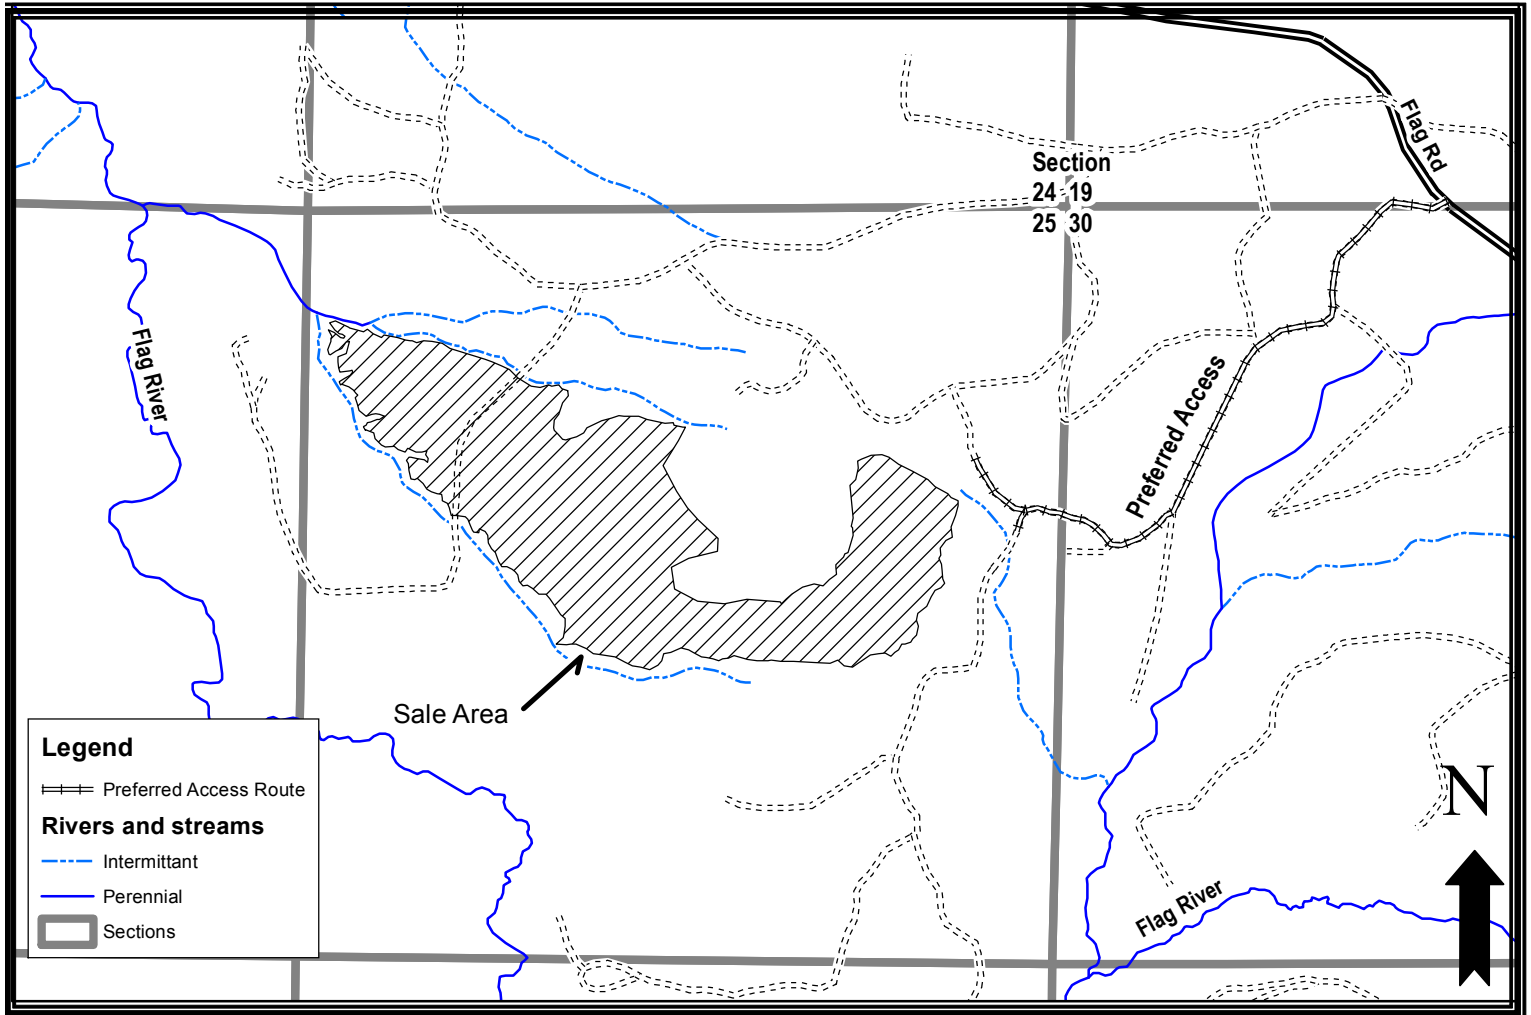 Flag Rd
Section
24 19
25 30
Flag River
Preferred Access
Sale Area
Legend
Preferred Access Route
Rivers and streams
Intermittant
Perennial
Sections
N
Flag River